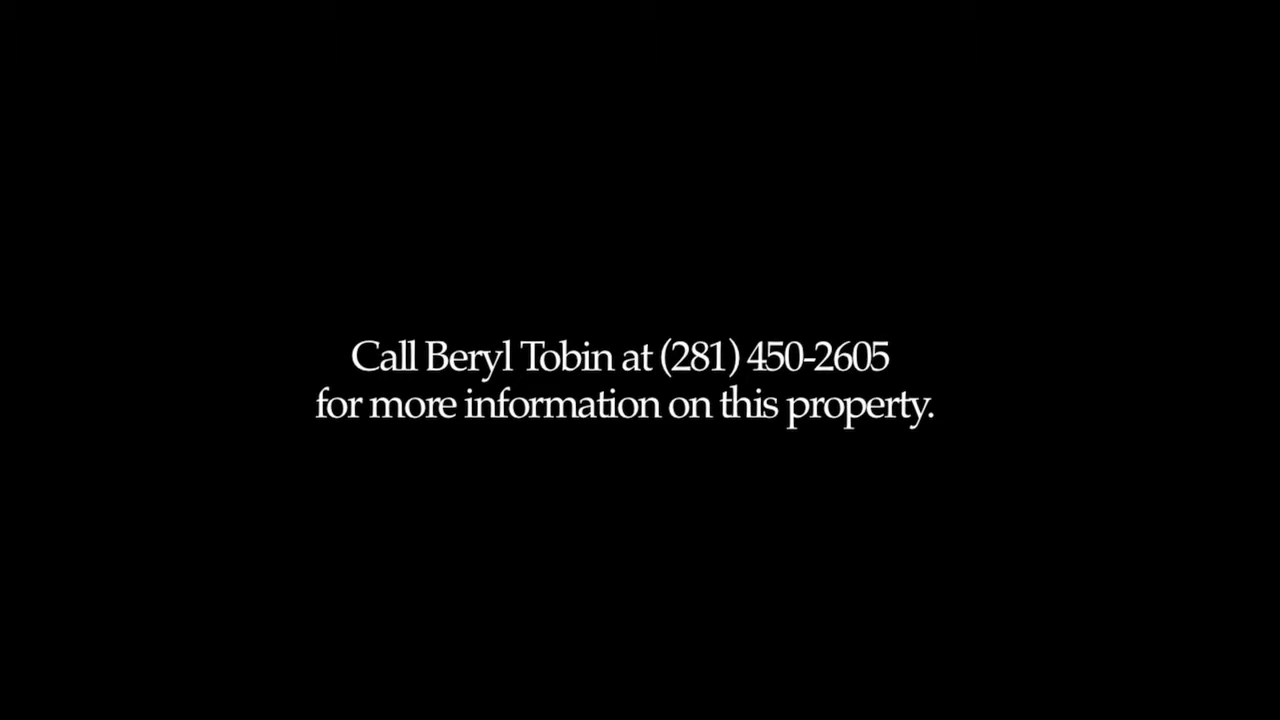 Call Beryl Tobin at (281) 450-2605
for more information on this property.